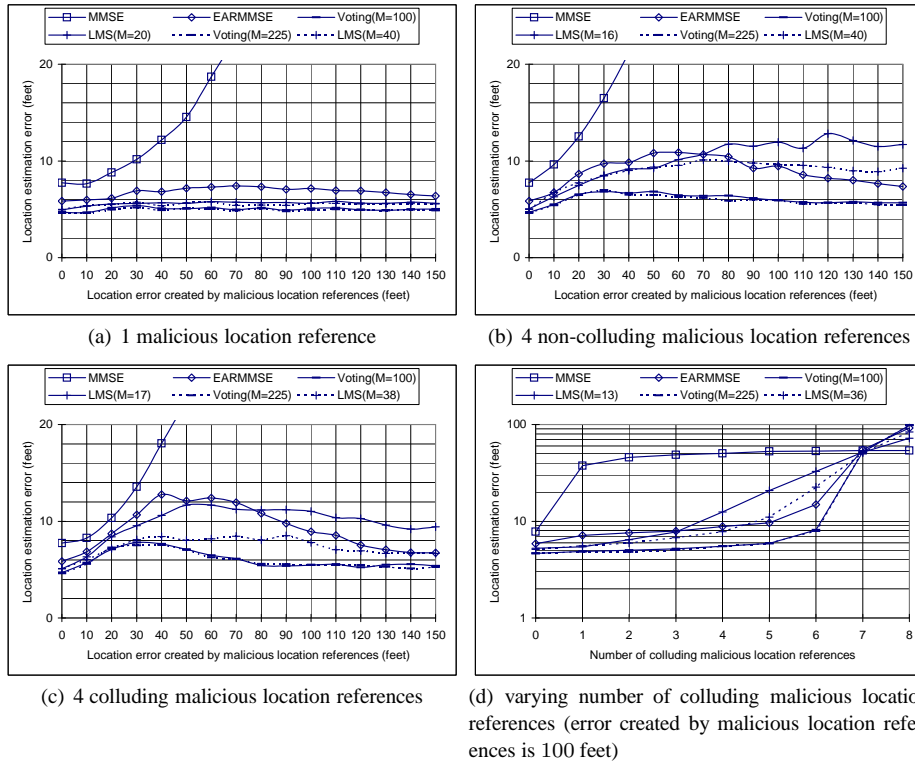 MMSE EARMMSE Voting(M=100)
LMS(M=20) Voting(M=225) LMS(M=40)
20
10
0
0 10 20 30 40 50 60 70 80 90 100 110 120 130 140 150
Location estimation error (feet)
Location error created by malicious location references (feet)
(a) 1 malicious location reference
MMSE EARMMSE Voting(M=100)
LMS(M=16) Voting(M=225) LMS(M=40)
20
10
0
0 10 20 30 40 50 60 70 80 90 100 110 120 130 140 150
Location estimation error (feet)
Location error created by malicious location references (feet)
(b) 4 non-colluding malicious location references
MMSE EARMMSE Voting(M=100)
LMS(M=17) Voting(M=225) LMS(M=38)
20
10
0
0 10 20 30 40 50 60 70 80 90 100 110 120 130 140 150
Location estimation error (feet)
Location error created by malicious location references (feet)
(c) 4 colluding malicious location references
MMSE EARMMSE Voting(M=100)
LMS(M=13) Voting(M=225) LMS(M=36)
100
10
1
0 1 2 3 4 5 6 7 8
Location estimation error (feet)
Number of colluding malicious location references
(d) varying number of colluding malicious locatio
references (error created by malicious location refe
ences is 100 feet)